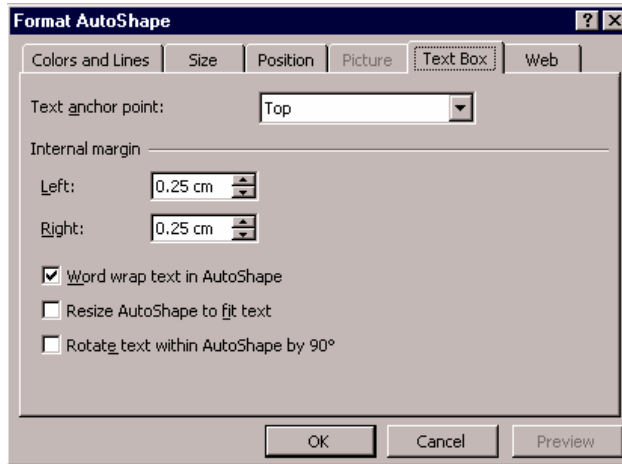 Format AutoShape
Colors and Lines Size Position Picture Text Box Web
Text anchor point: Top
Internal margin
Left: 0.25 cm
Right: 0.25 cm
Word wrap text in AutoShape
Resize AutoShape to fit text
Rotate text within AutoShape by 90°
OK Cancel Preview